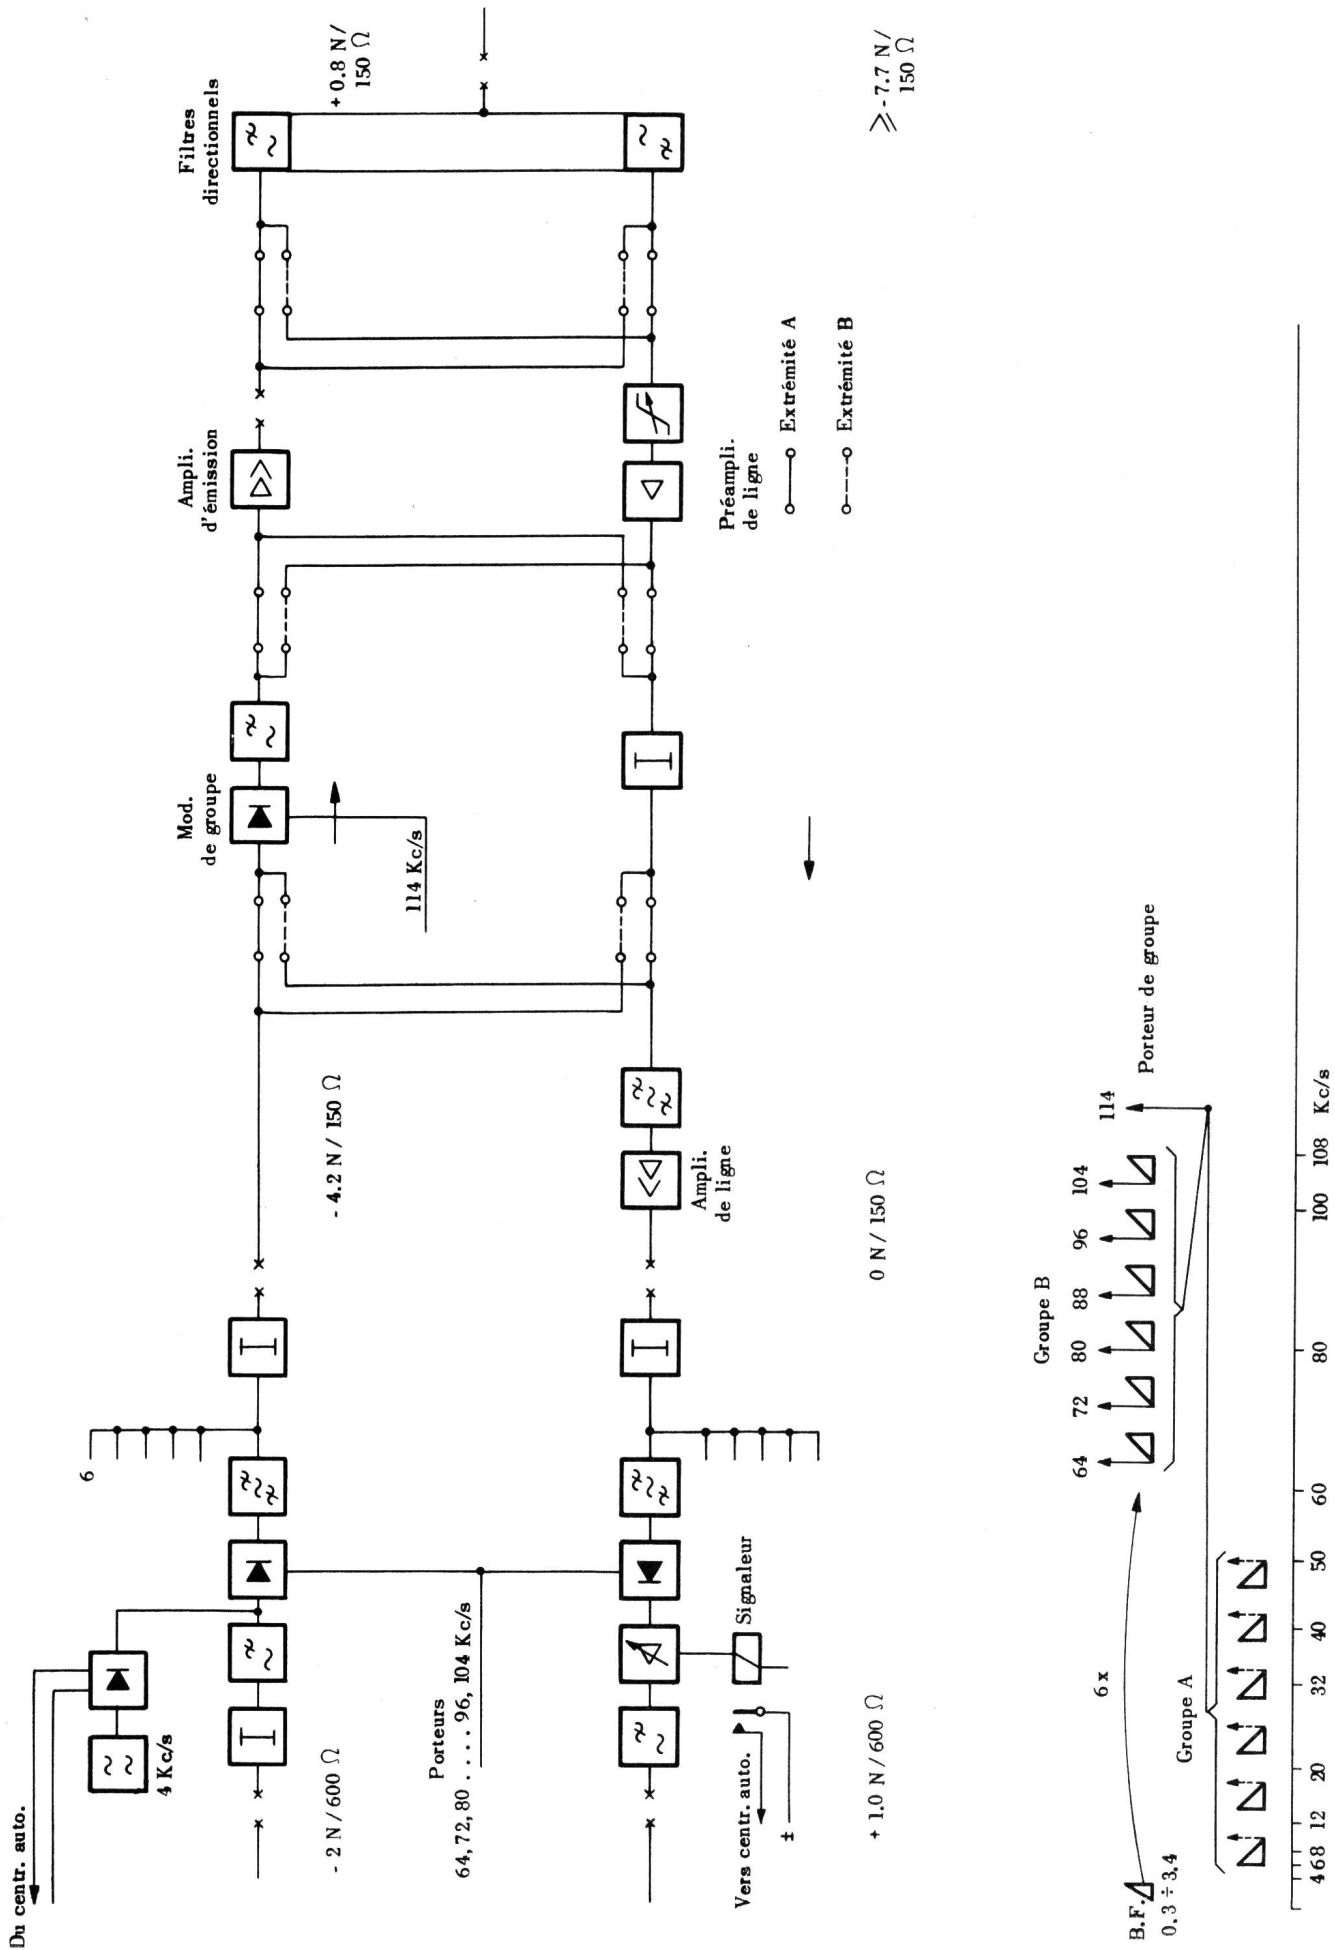 Du centr. auto.
4 Kc/s
6
Mod.
de groupe
Ampli.
d'émission
Filtres
directionnels
- 2 N / 600 Ω
- 4.2 N / 150 Ω
114 Kc/s
+ 0.8 N/
150 Ω
Porteurs
64, 72, 80 . . . . 96, 104 Kc/s
Signaleur
Vers centr. auto.
±
Ampli.
de ligne
Préampli.
de ligne
Extrémité A
Extrémité B
+ 1.0 N / 600 Ω
0 N / 150 Ω
⩾ - 7.7 N /
150 Ω
B.F.
0.3 ÷ 3.4
6 x
Groupe B
64 72 80 88 96 104
114
Porteur de groupe
Groupe A
4 6 8 12 20 32 40 50 60 80 100 108 Kc/s